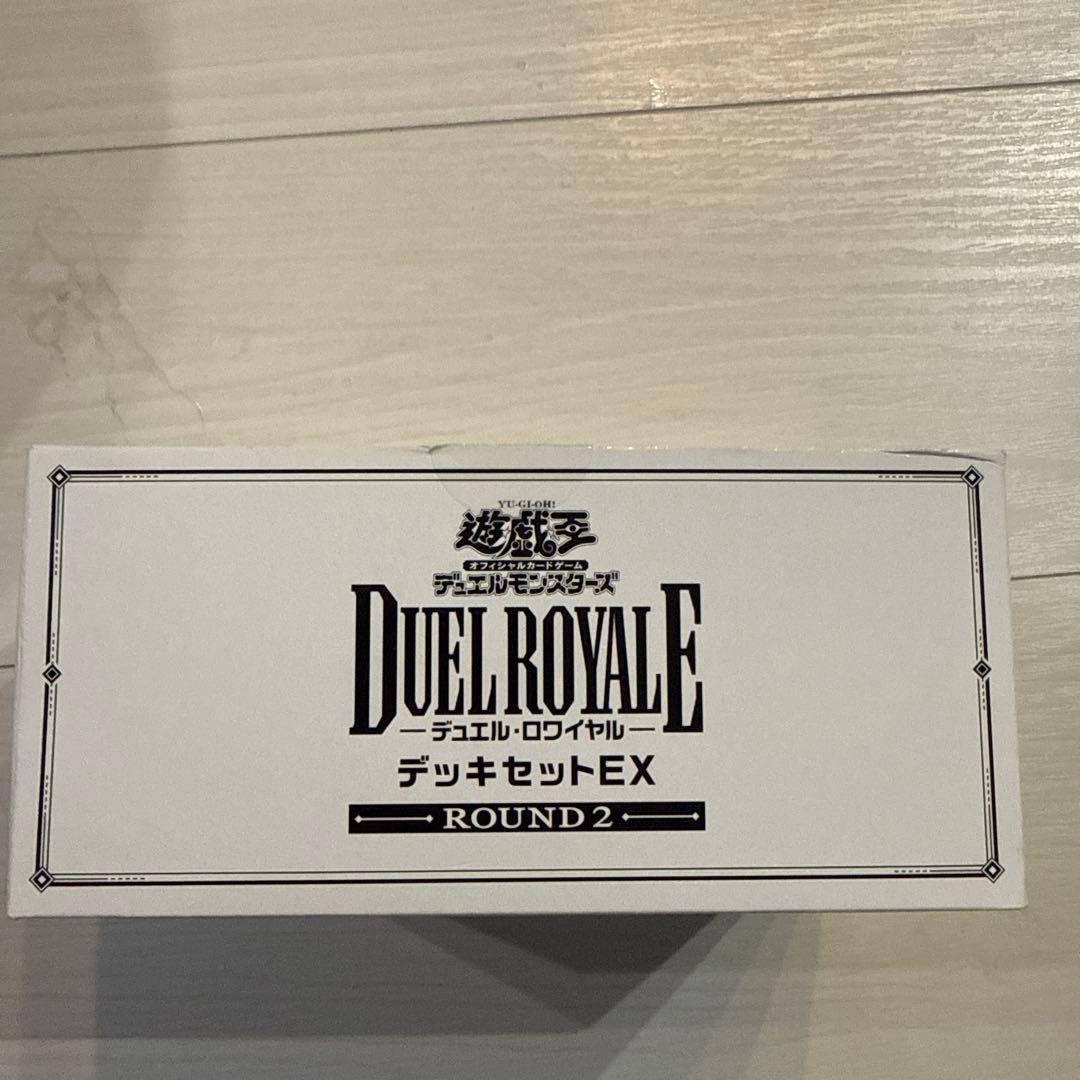 YU-GI-OH!
遊戯王
オフィシャルカードゲーム
デュエルモンスターズ
DUEL ROYALE
デュエル・ロワイヤル
デッキセットEX
ROUND 2